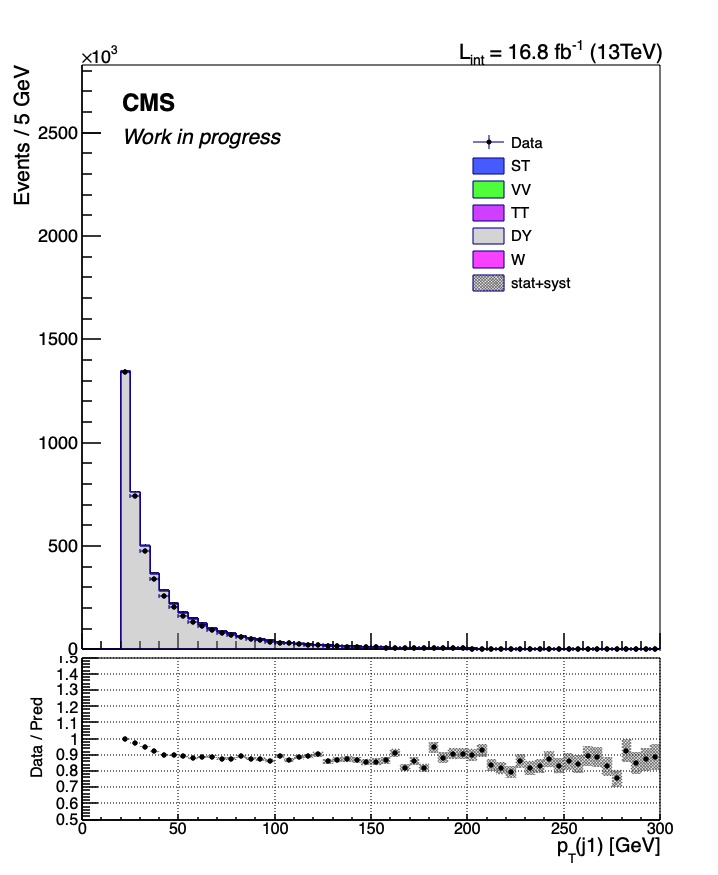 ×10³
L_int = 16.8 fb⁻¹ (13TeV)
Events / 5 GeV
CMS
Work in progress
2500
2000
1500
1000
500
0
Data
ST
VV
TT
DY
W
stat+syst
Data / Pred
1.5
1.4
1.3
1.2
1.1
1
0.9
0.8
0.7
0.6
0.5
0 50 100 150 200 250 300
p_T(j1) [GeV]